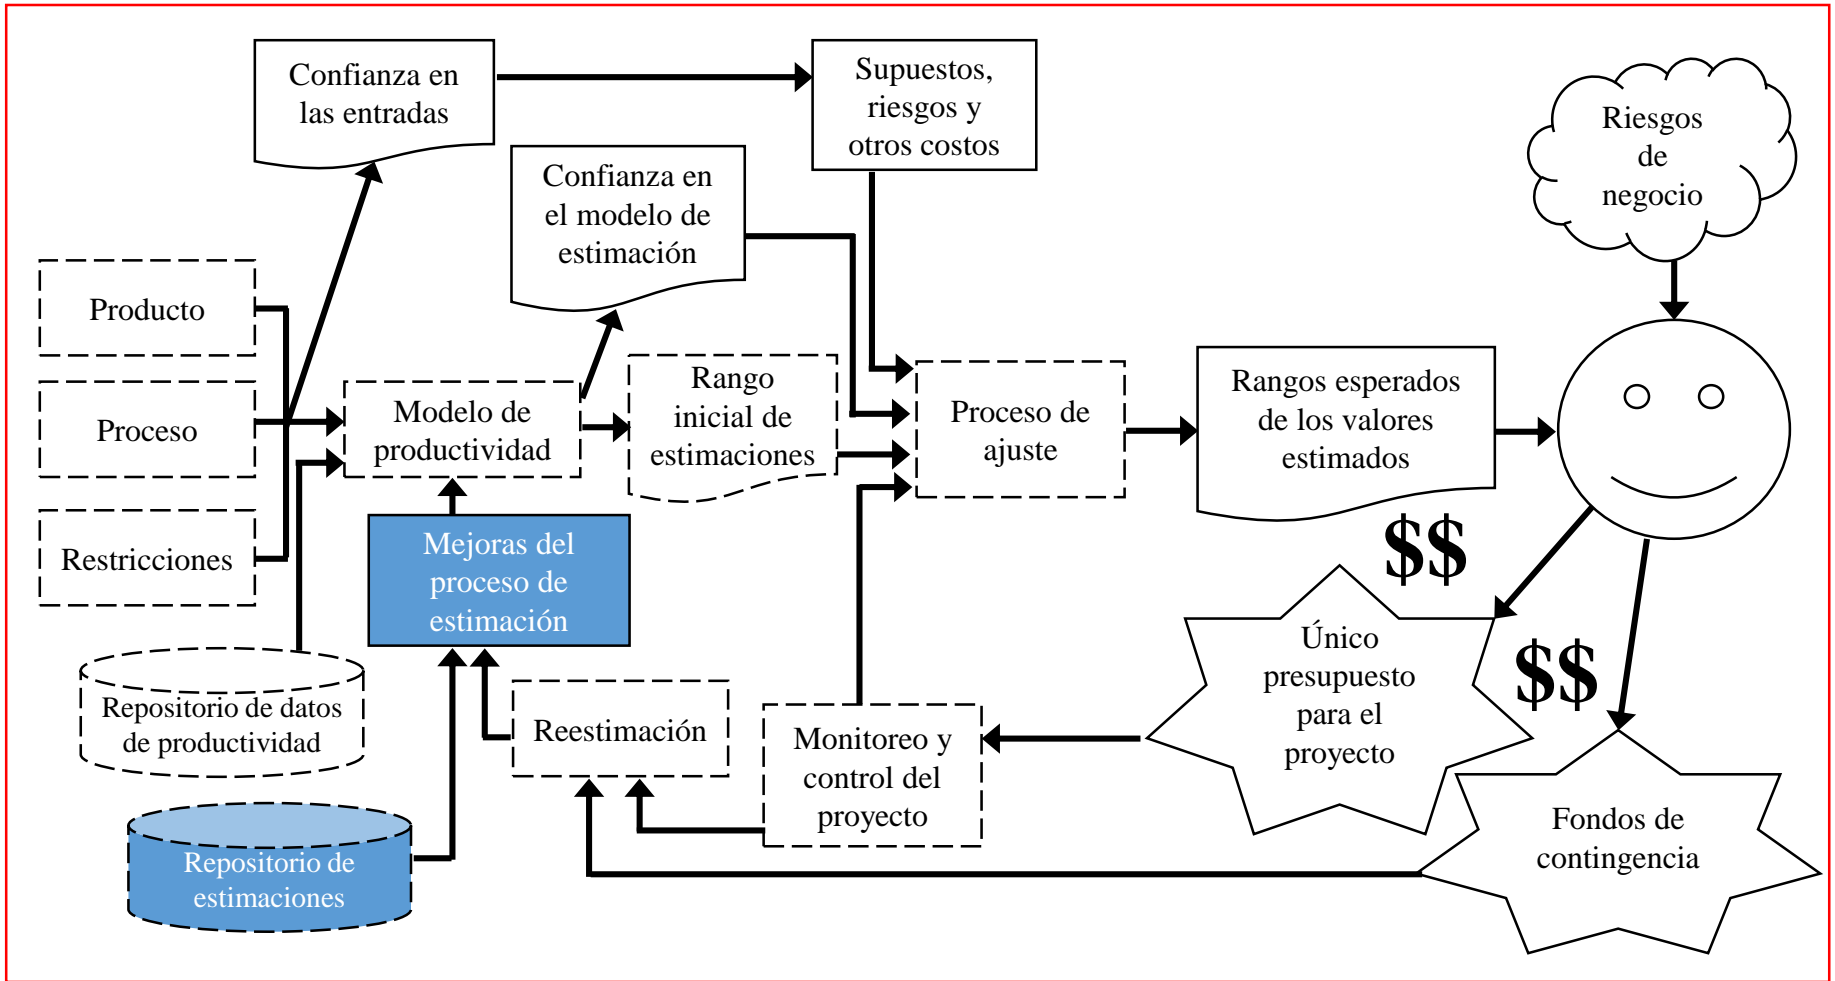 Confianza en
las entradas
Supuestos,
riesgos y
otros costos
Riesgos
de
negocio
Confianza en
el modelo de
estimación
Producto
Proceso
Restricciones
Modelo de
productividad
Rango
inicial de
estimaciones
Proceso de
ajuste
Rangos esperados
de los valores
estimados
Mejoras del
proceso de
estimación
$$
$$
Único
presupuesto
para el
proyecto
Repositorio de datos
de productividad
Reestimación
Monitoreo y
control del
proyecto
Fondos de
contingencia
Repositorio de
estimaciones